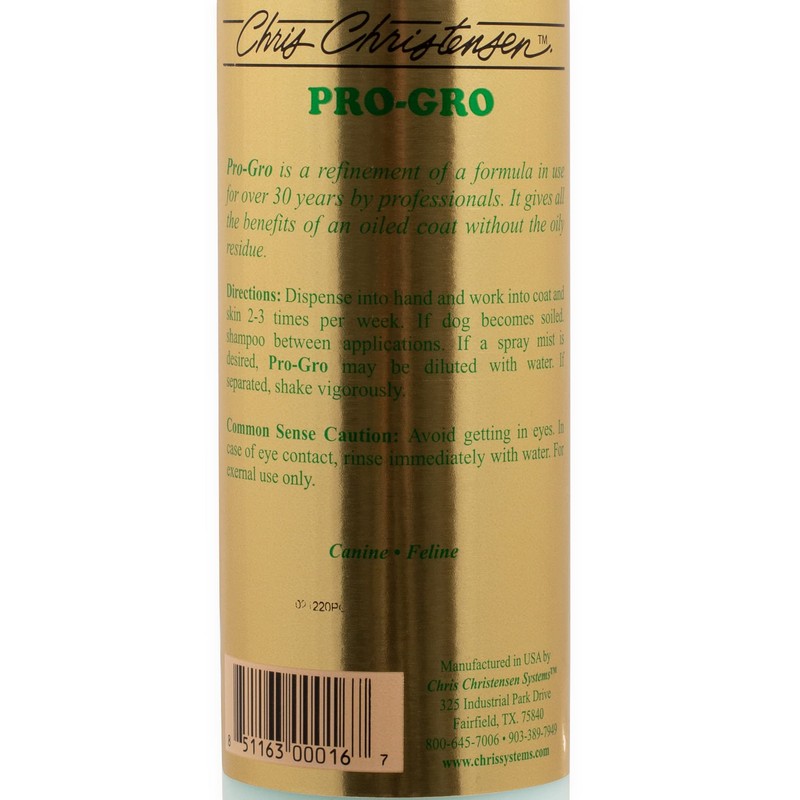 Chris Christensen™.
PRO-GRO
Pro-Gro is a refinement of a formula in use
for over 30 years by professionals. It gives all
the benefits of an oiled coat without the oily
residue.
Directions: Dispense into hand and work into coat and
skin 2-3 times per week. If dog becomes soiled,
shampoo between applications. If a spray mist is
desired, Pro-Gro may be diluted with water. If
separated, shake vigorously.
Common Sense Caution: Avoid getting in eyes. In
case of eye contact, rinse immediately with water. For
exernal use only.
Canine • Feline
Manufactured in USA by
Chris Christensen Systems™
325 Industrial Park Drive
Fairfield, TX. 75840
800-645-7006 • 903-389-7949
www.chrissystems.com
8 51163 00016 7